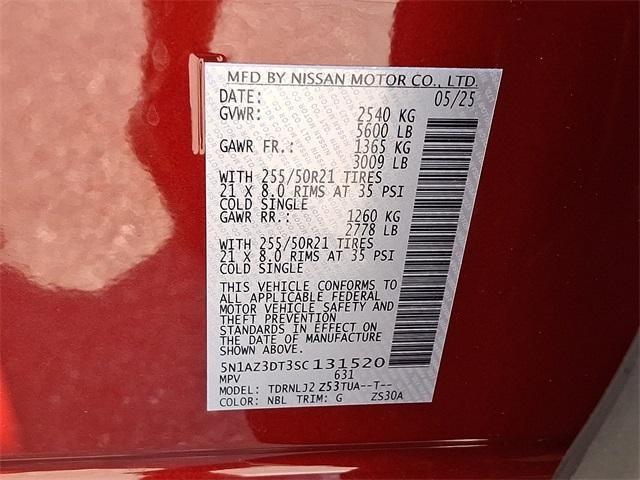 MFD BY NISSAN MOTOR CO., LTD.
DATE: 05/25
GVWR: 2540 KG
5600 LB
GAWR FR.: 1365 KG
3009 LB
WITH 255/50R21 TIRES
21 X 8.0 RIMS AT 35 PSI
COLD SINGLE
GAWR RR.: 1260 KG
2778 LB
WITH 255/50R21 TIRES
21 X 8.0 RIMS AT 35 PSI
COLD SINGLE
THIS VEHICLE CONFORMS TO
ALL APPLICABLE FEDERAL
MOTOR VEHICLE SAFETY AND
THEFT PREVENTION
STANDARDS IN EFFECT ON
THE DATE OF MANUFACTURE
SHOWN ABOVE.
5N1AZ3DT3SC131520
MPV 631
MODEL: TDRNLJ2 Z53TUA--T--
COLOR: NBL TRIM: G ZS30A